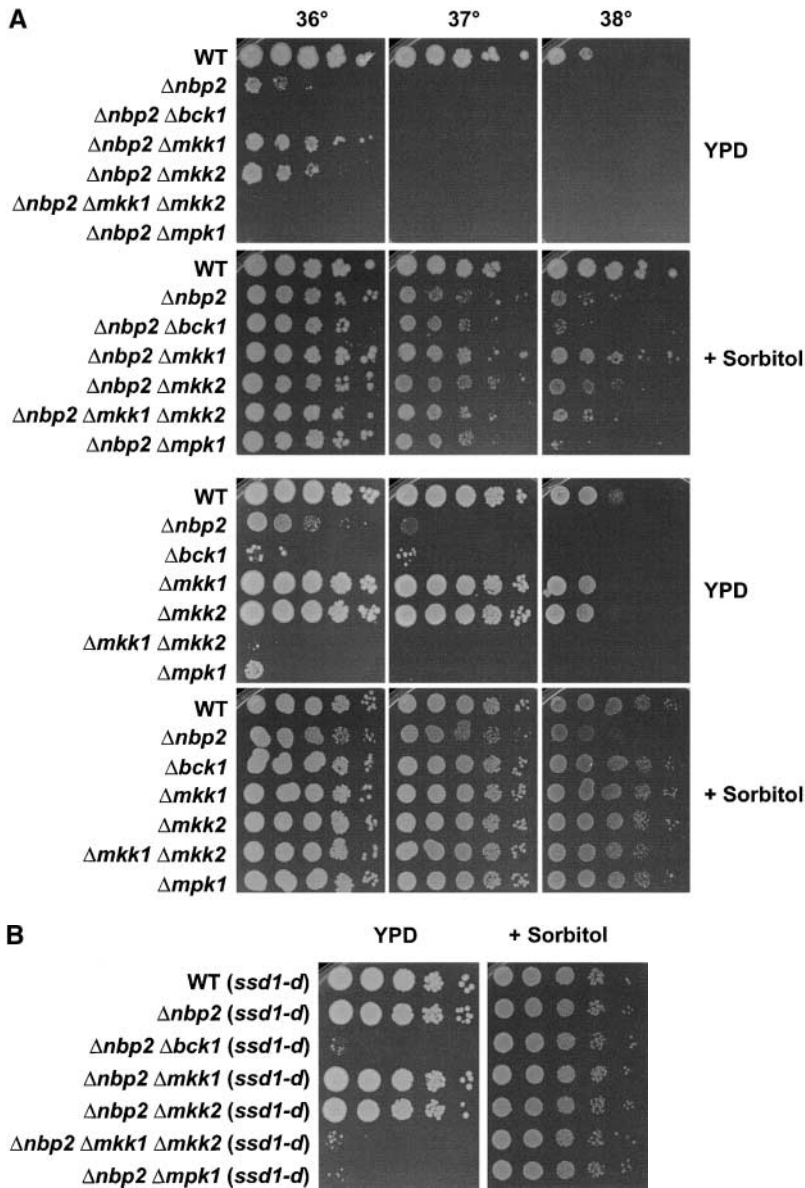 A
36° 37° 38°
WT
Δnbp2
Δnbp2 Δbck1
Δnbp2 Δmkk1
Δnbp2 Δmkk2
Δnbp2 Δmkk1 Δmkk2
Δnbp2 Δmpk1
YPD
WT
Δnbp2
Δnbp2 Δbck1
Δnbp2 Δmkk1
Δnbp2 Δmkk2
Δnbp2 Δmkk1 Δmkk2
Δnbp2 Δmpk1
+ Sorbitol
WT
Δnbp2
Δbck1
Δmkk1
Δmkk2
Δmkk1 Δmkk2
Δmpk1
YPD
WT
Δnbp2
Δbck1
Δmkk1
Δmkk2
Δmkk1 Δmkk2
Δmpk1
+ Sorbitol
B
YPD + Sorbitol
WT (ssd1-d)
Δnbp2 (ssd1-d)
Δnbp2 Δbck1 (ssd1-d)
Δnbp2 Δmkk1 (ssd1-d)
Δnbp2 Δmkk2 (ssd1-d)
Δnbp2 Δmkk1 Δmkk2 (ssd1-d)
Δnbp2 Δmpk1 (ssd1-d)